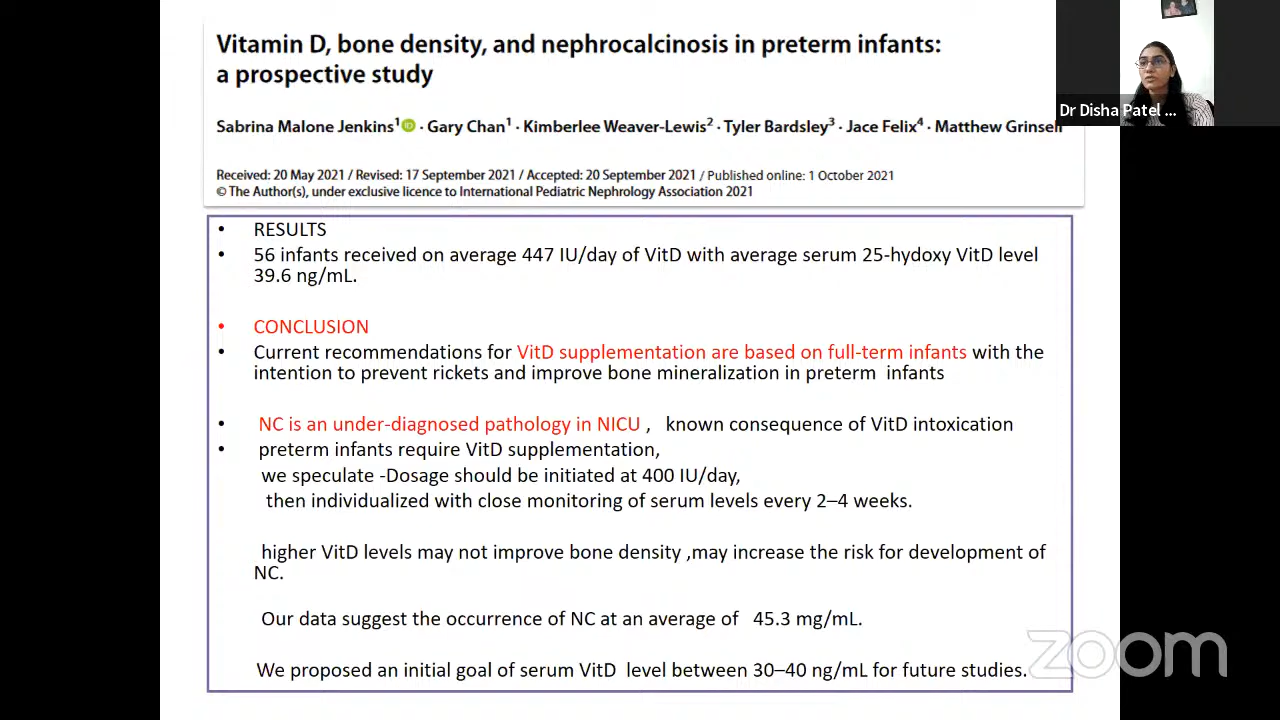 Vitamin D, bone density, and nephrocalcinosis in preterm infants:
a prospective study
Sabrina Malone Jenkins1 · Gary Chan1 · Kimberlee Weaver-Lewis2 · Tyler Bardsley3 · Jace Felix4 · Matthew Grinsell
Received: 20 May 2021 / Revised: 17 September 2021 / Accepted: 20 September 2021 / Published online: 1 October 2021
© The Author(s), under exclusive licence to International Pediatric Nephrology Association 2021
Dr Disha Patel ...
• RESULTS
• 56 infants received on average 447 IU/day of VitD with average serum 25-hydoxy VitD level
39.6 ng/mL.
• CONCLUSION
• Current recommendations for VitD supplementation are based on full-term infants with the
intention to prevent rickets and improve bone mineralization in preterm infants
• NC is an under-diagnosed pathology in NICU , known consequence of VitD intoxication
• preterm infants require VitD supplementation,
we speculate -Dosage should be initiated at 400 IU/day,
then individualized with close monitoring of serum levels every 2–4 weeks.
higher VitD levels may not improve bone density ,may increase the risk for development of
NC.
Our data suggest the occurrence of NC at an average of 45.3 mg/mL.
We proposed an initial goal of serum VitD level between 30–40 ng/mL for future studies.
zoom